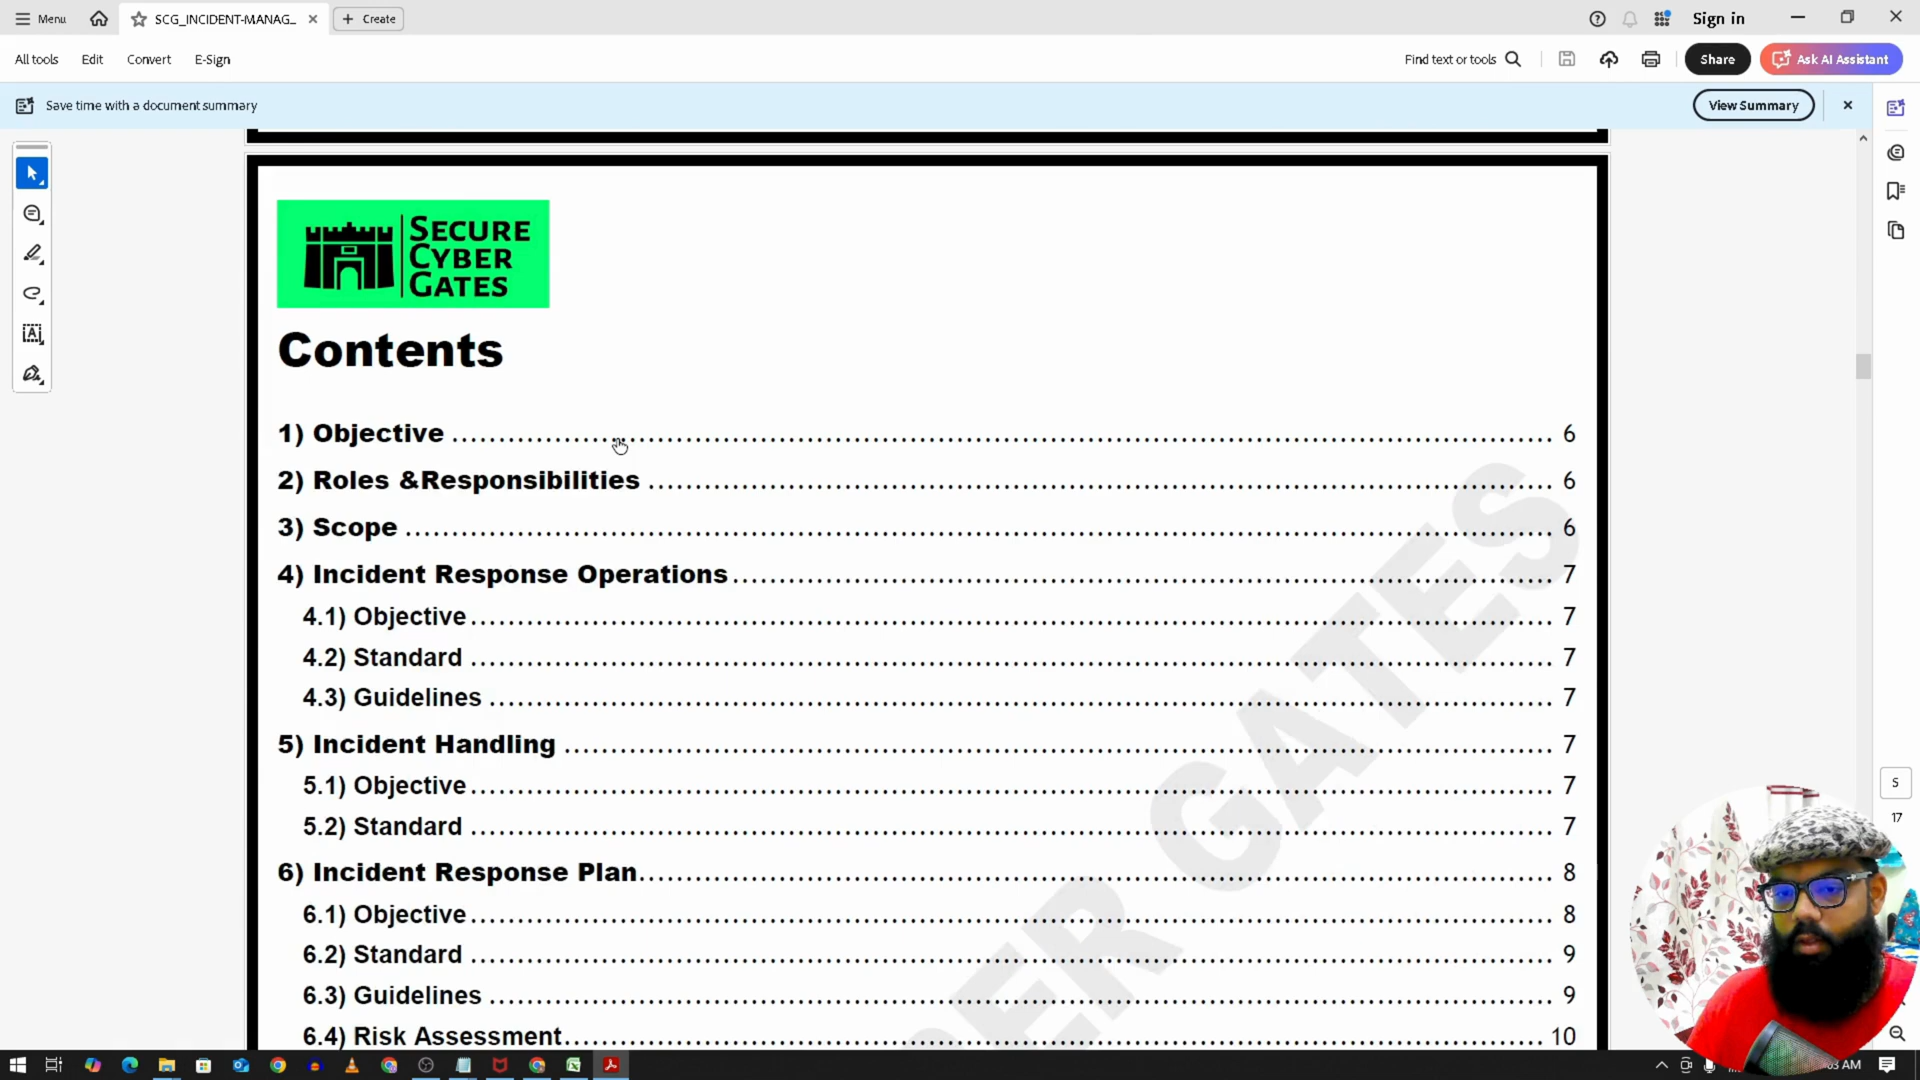 Menu
SCG_INCIDENT-MANAG...
Create
Sign in
All tools
Edit
Convert
E-Sign
Find text or tools
Share
Ask AI Assistant
Save time with a document summary
View Summary
SECURE
CYBER
GATES
Contents
1) Objective ........ 6
2) Roles &Responsibilities ........ 6
3) Scope ........ 6
4) Incident Response Operations ........ 7
4.1) Objective ........ 7
4.2) Standard ........ 7
4.3) Guidelines ........ 7
5) Incident Handling ........ 7
5.1) Objective ........ 7
5.2) Standard ........ 7
6) Incident Response Plan ........ 8
6.1) Objective ........ 8
6.2) Standard ........ 9
6.3) Guidelines ........ 9
6.4) Risk Assessment ........ 10
GATES
5
17
AM